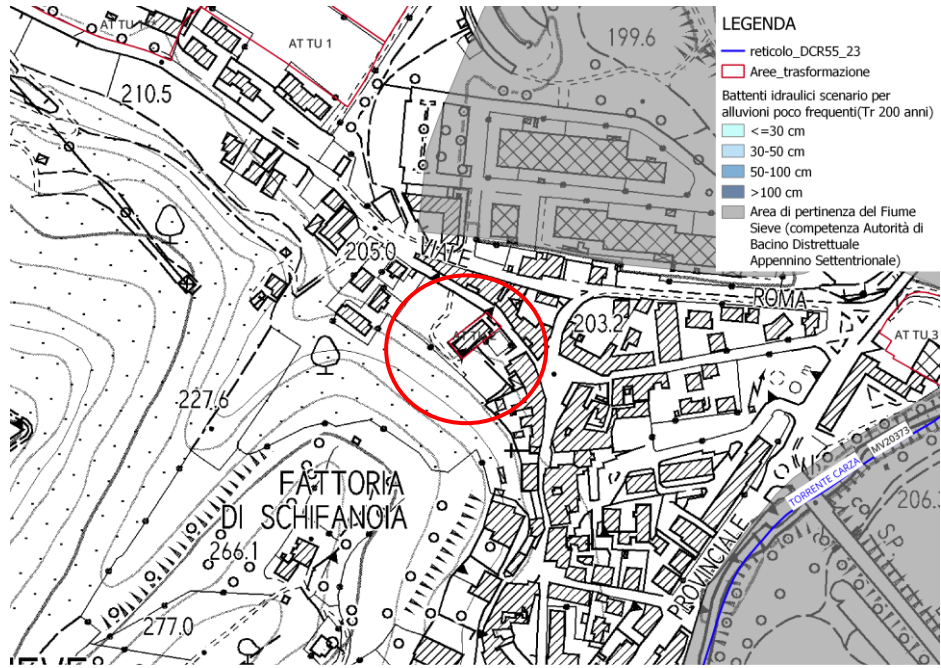 LEGENDA
reticolo_DCR55_23
Aree_trasformazione
Battenti idraulici scenario per
alluvioni poco frequenti(Tr 200 anni)
<=30 cm
30-50 cm
50-100 cm
>100 cm
Area di pertinenza del Fiume
Sieve (competenza Autorità di
Bacino Distrettuale
Appennino Settentrionale)
AT TU 1
199.6
210.5
205.0
VIA
ROMA
203.2
AT TU 3
227.6
FATTORIA
DI SCHIFANOIA
TORRENTE CARZA
MV20373
206.
S.P.
266.1
PROVINCIALE
277.0